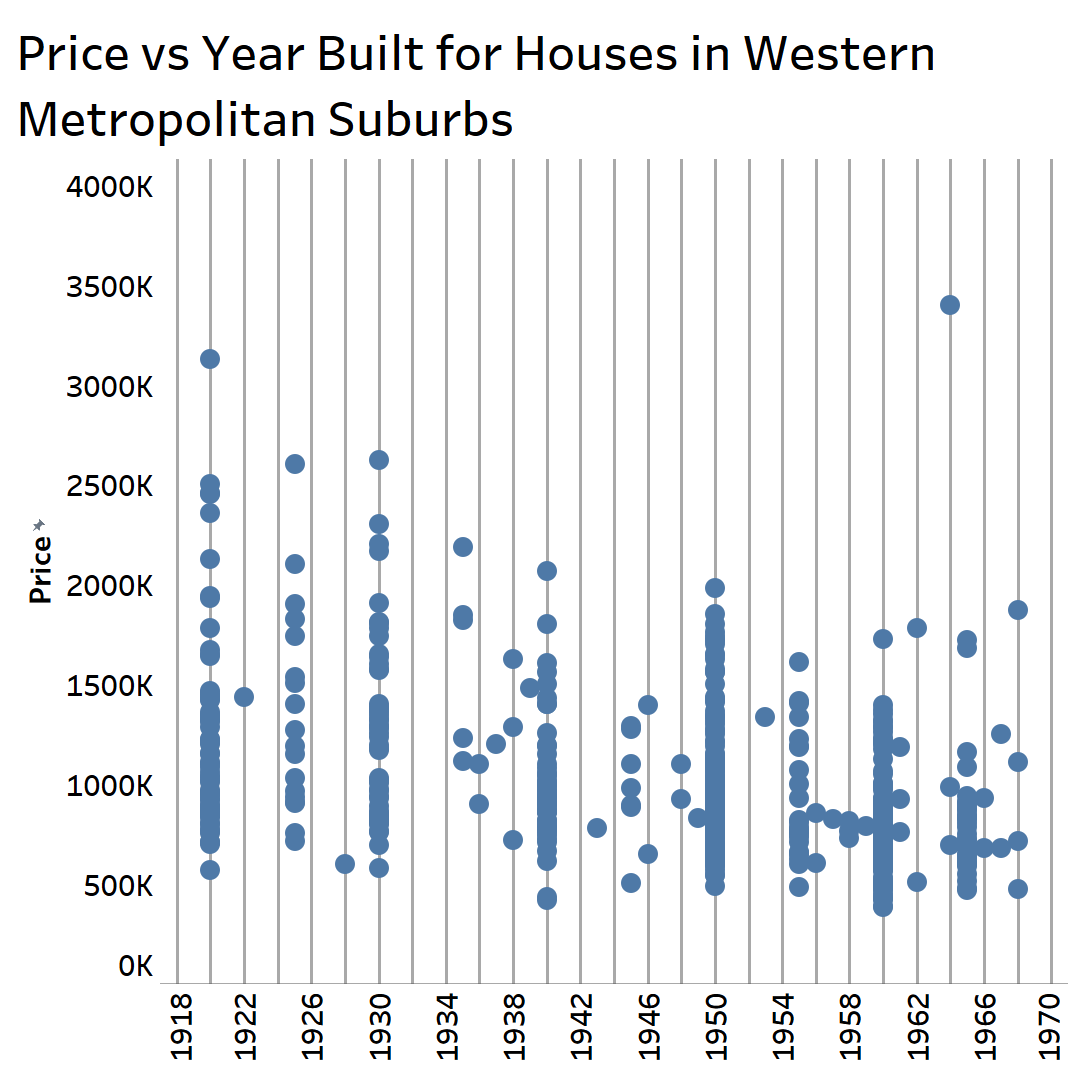 Price vs Year Built for Houses in Western
Metropolitan Suburbs
4000K
3500K
3000K
2500K
2000K
1500K
1000K
500K
0K
Price
1918
1922
1926
1930
1934
1938
1942
1946
1950
1954
1958
1962
1966
1970